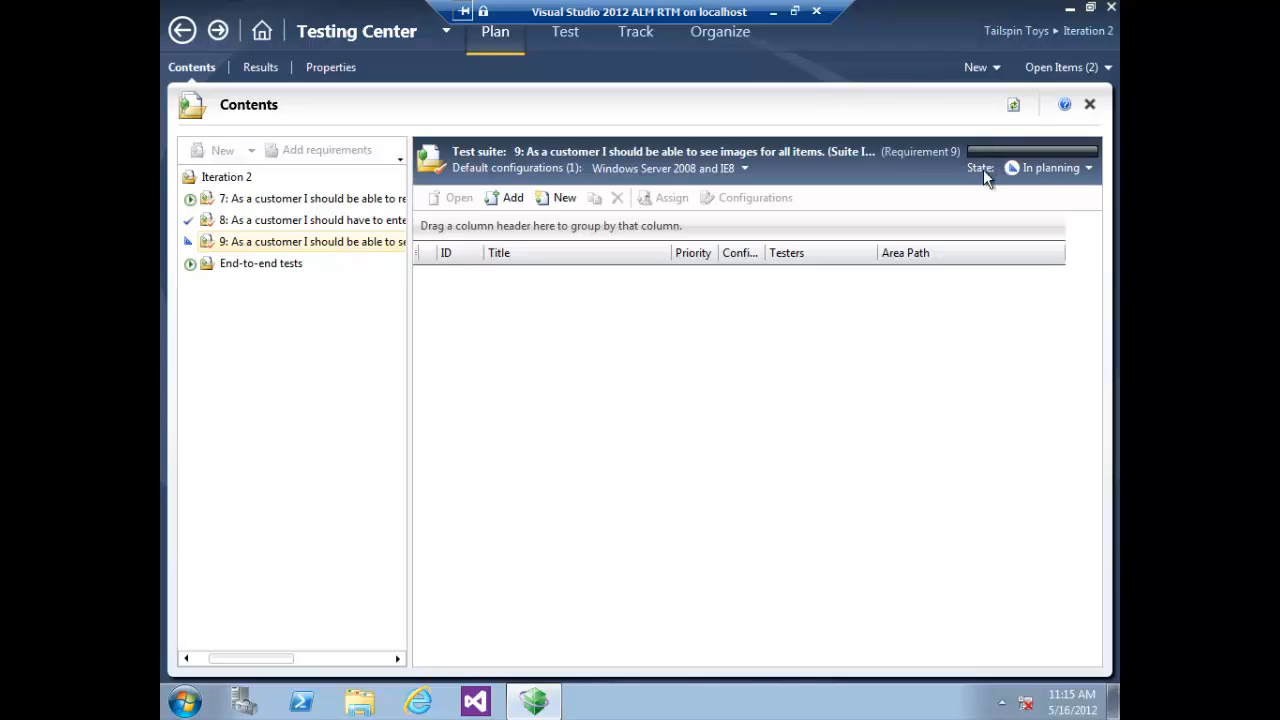 Visual Studio 2012 ALM RTM on localhost
Testing Center
Plan
Test
Track
Organize
Tailspin Toys ▸ Iteration 2
Contents
Results
Properties
New
Open Items (2)
Contents
New
Add requirements
Iteration 2
7: As a customer I should be able to re
8: As a customer I should have to ente
9: As a customer I should be able to se
End-to-end tests
Test suite: 9: As a customer I should be able to see images for all items. (Suite I... (Requirement 9)
Default configurations (1): Windows Server 2008 and IE8
State: In planning
Open
Add
New
Assign
Configurations
Drag a column header here to group by that column.
ID
Title
Priority
Confi...
Testers
Area Path
11:15 AM
5/16/2012